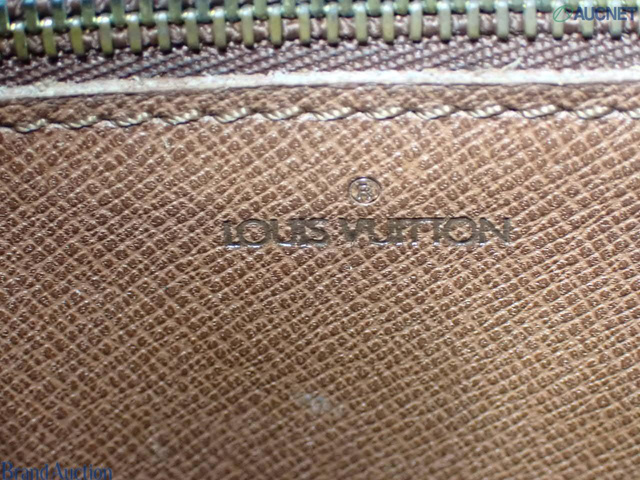 AUCNET
®
LOUIS VUITTON
Brand Auction